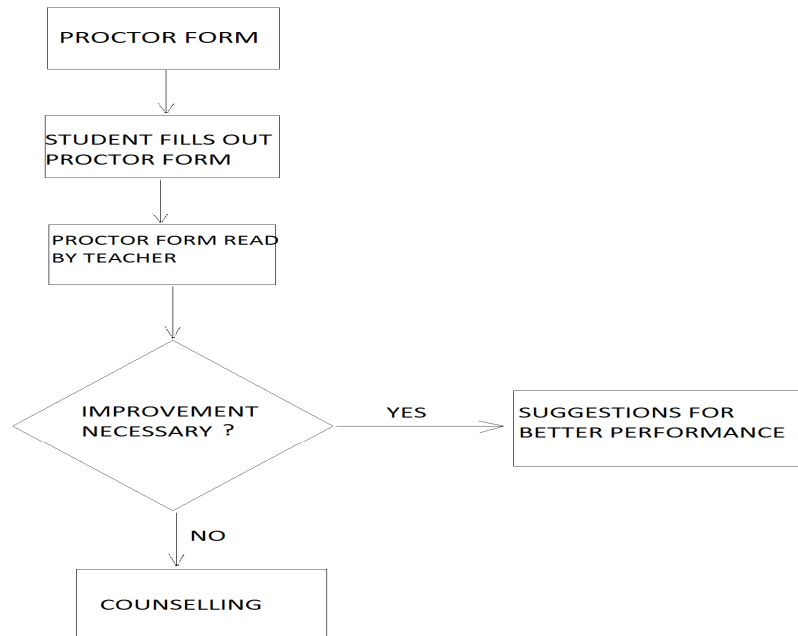 PROCTOR FORM
STUDENT FILLS OUT
PROCTOR FORM
PROCTOR FORM READ
BY TEACHER
IMPROVEMENT
NECESSARY ?
YES
SUGGESTIONS FOR
BETTER PERFORMANCE
NO
COUNSELLING